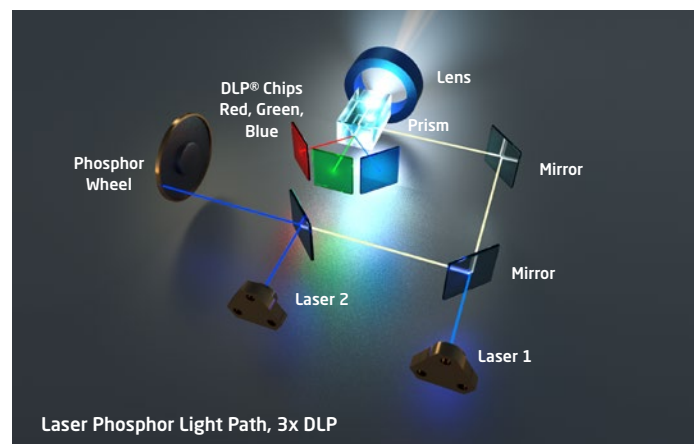 DLP® Chips
Red, Green,
Blue
Lens
Prism
Phosphor
Wheel
Mirror
Mirror
Laser 2
Laser 1
Laser Phosphor Light Path, 3x DLP